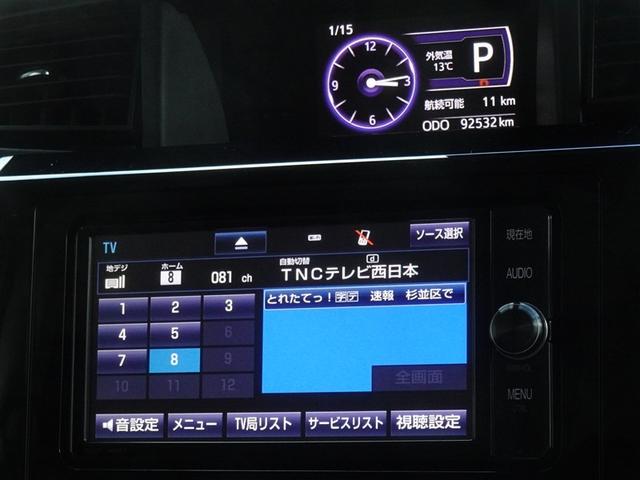 1/15
12
3
6
9
外気温
13℃
P
航続可能 11 km
ODO 92532 km
TV
ソース選択
現在地
地デジ
ホーム
8
081 ch
自動切替
d
TNCテレビ西日本
AUDIO
とれたてっ!字デ 速報 杉並区で
1 2 3
4 5 6
7 8 9
10 11 12
全画面
MENU
音設定
メニュー
TV局リスト
サービスリスト
視聴設定